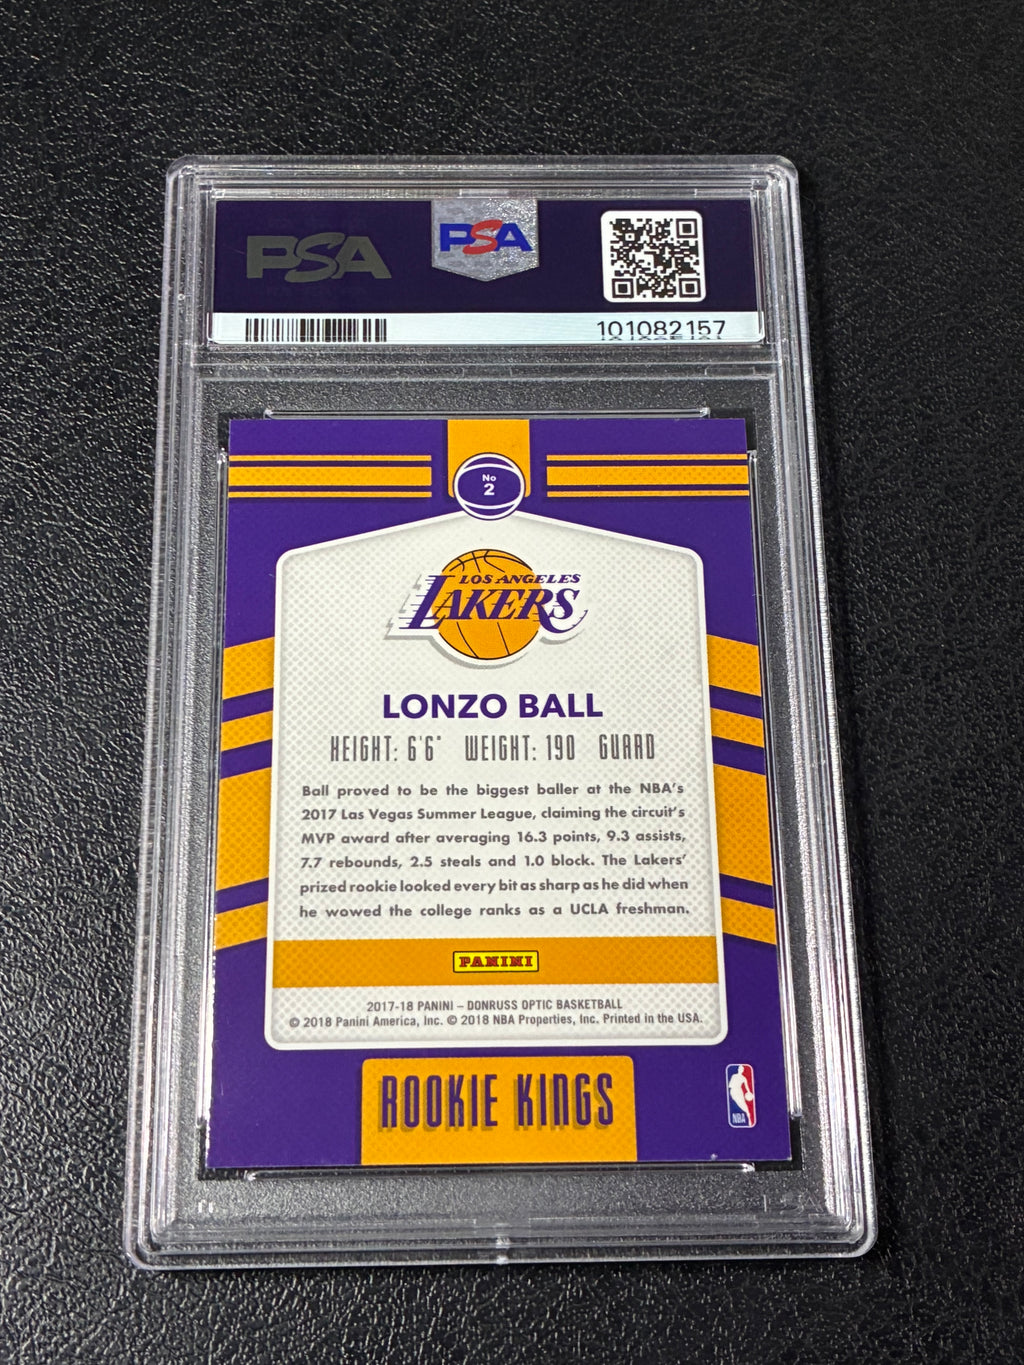 PSA PSA
101082157
No
2
LOS ANGELES
LAKERS
LONZO BALL
HEIGHT: 6'6" WEIGHT: 190 GUARD
Ball proved to be the biggest baller at the NBA's
2017 Las Vegas Summer League, claiming the circuit's
MVP award after averaging 16.3 points, 9.3 assists,
7.7 rebounds, 2.5 steals and 1.0 block. The Lakers'
prized rookie looked every bit as sharp as he did when
he wowed the college ranks as a UCLA freshman.
PANINI
2017-18 PANINI – DONRUSS OPTIC BASKETBALL
© 2018 Panini America, Inc. © 2018 NBA Properties, Inc. Printed in the USA.
ROOKIE KINGS
NBA